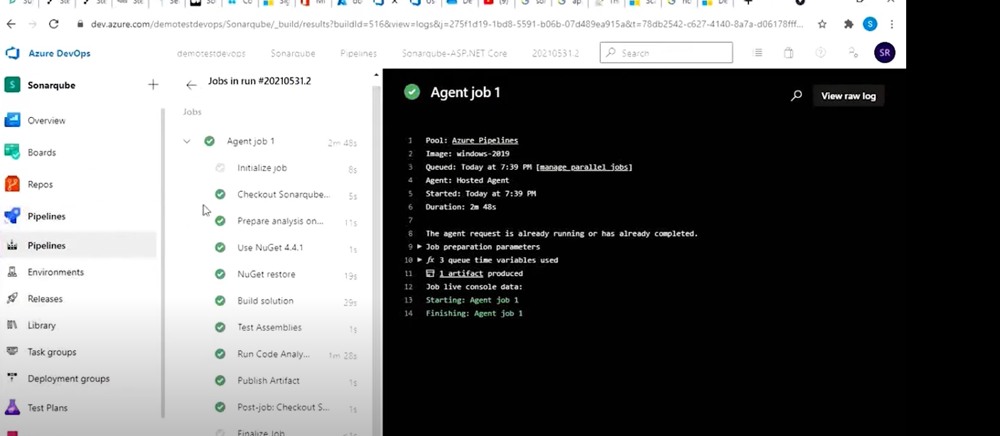 dev.azure.com/demotestdevops/Sonarqube/_build/results?buildId=516&view=logs&j=275f1d19-1bd8-5591-b06b-07d489ea915a&t=78db2542-c627-4140-8a7a-d06178fff...
S
Azure DevOps
demotestdevops
Sonarqube
Pipelines
Sonarqube-ASP.NET Core
20210531.2
Search
SR
S
Sonarqube
Overview
Boards
Repos
Pipelines
Pipelines
Environments
Releases
Library
Task groups
Deployment groups
Test Plans
Jobs in run #20210531.2
Jobs
Agent job 1 2m 48s
Initialize job 8s
Checkout Sonarqube... 5s
Prepare analysis on... 11s
Use NuGet 4.4.1 1s
NuGet restore 19s
Build solution 29s
Test Assemblies 1s
Run Code Analy... 1m 28s
Publish Artifact 1s
Post-job: Checkout S... 1s
Finalize Job <1s
Agent job 1
View raw log
1 Pool: Azure Pipelines
2 Image: windows-2019
3 Queued: Today at 7:39 PM [manage parallel jobs]
4 Agent: Hosted Agent
5 Started: Today at 7:39 PM
6 Duration: 2m 48s
7
8 The agent request is already running or has already completed.
9 Job preparation parameters
10 fx 3 queue time variables used
11 1 artifact produced
12 Job live console data:
13 Starting: Agent job 1
14 Finishing: Agent job 1